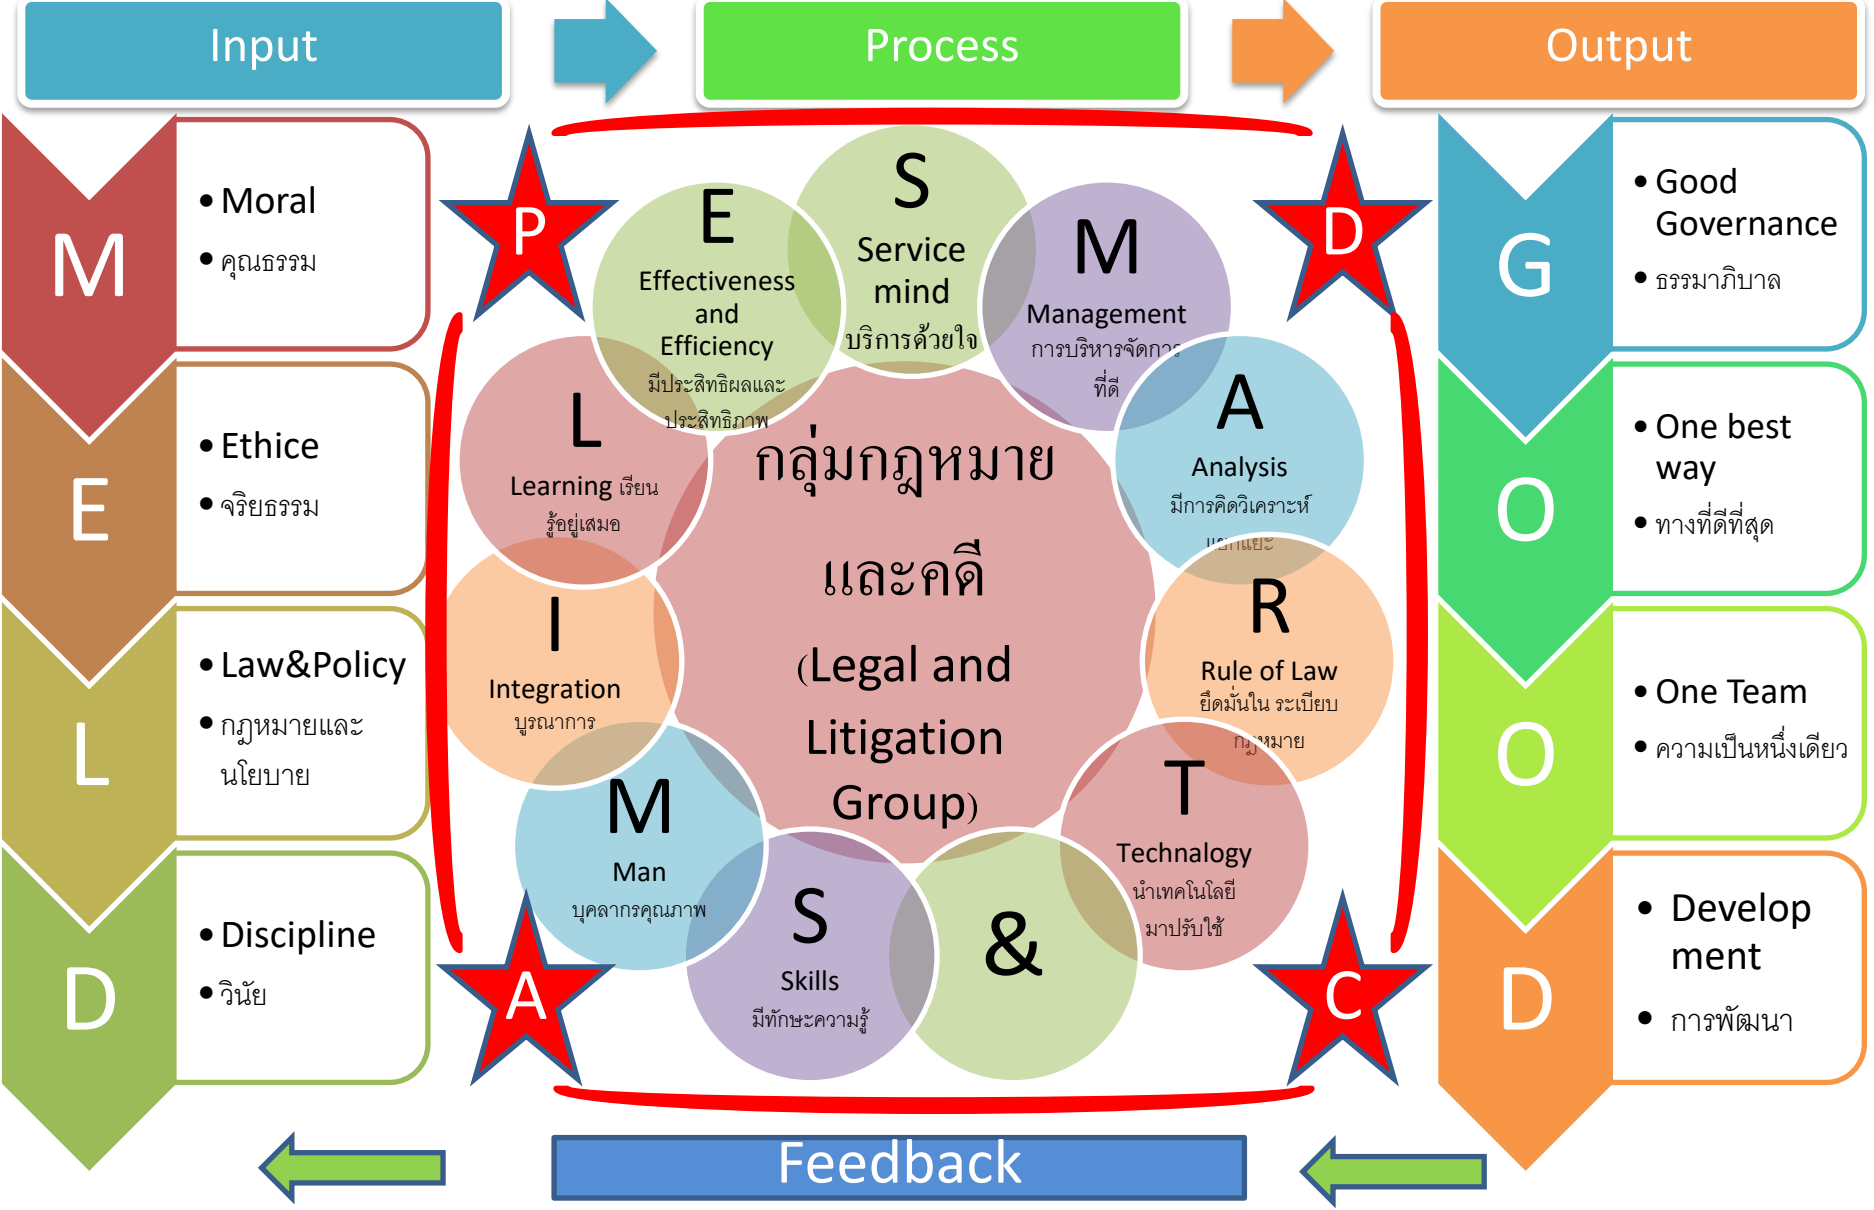 Input
Process
Output
M
• Moral
• คุณธรรม
E
• Ethice
• จริยธรรม
L
• Law&Policy
• กฎหมายและ
นโยบาย
D
• Discipline
• วินัย
P
D
A
C
S
Service
mind
บริการด้วยใจ
M
Management
การบริหารจัดการ
ที่ดี
A
Analysis
มีการคิดวิเคราะห์
แยกแยะ
R
Rule of Law
ยึดมั่นใน ระเบียบ
กฎหมาย
T
Technalogy
นำเทคโนโลยี
มาปรับใช้
&
S
Skills
มีทักษะความรู้
M
Man
บุคลากรคุณภาพ
I
Integration
บูรณาการ
L
Learning เรียน
รู้อยู่เสมอ
E
Effectiveness
and
Efficiency
มีประสิทธิผลและ
ประสิทธิภาพ
กลุ่มกฎหมาย
และคดี
(Legal and
Litigation
Group)
G
• Good
Governance
• ธรรมาภิบาล
O
• One best
way
• ทางที่ดีที่สุด
O
• One Team
• ความเป็นหนึ่งเดียว
D
• Develop
ment
• การพัฒนา
Feedback